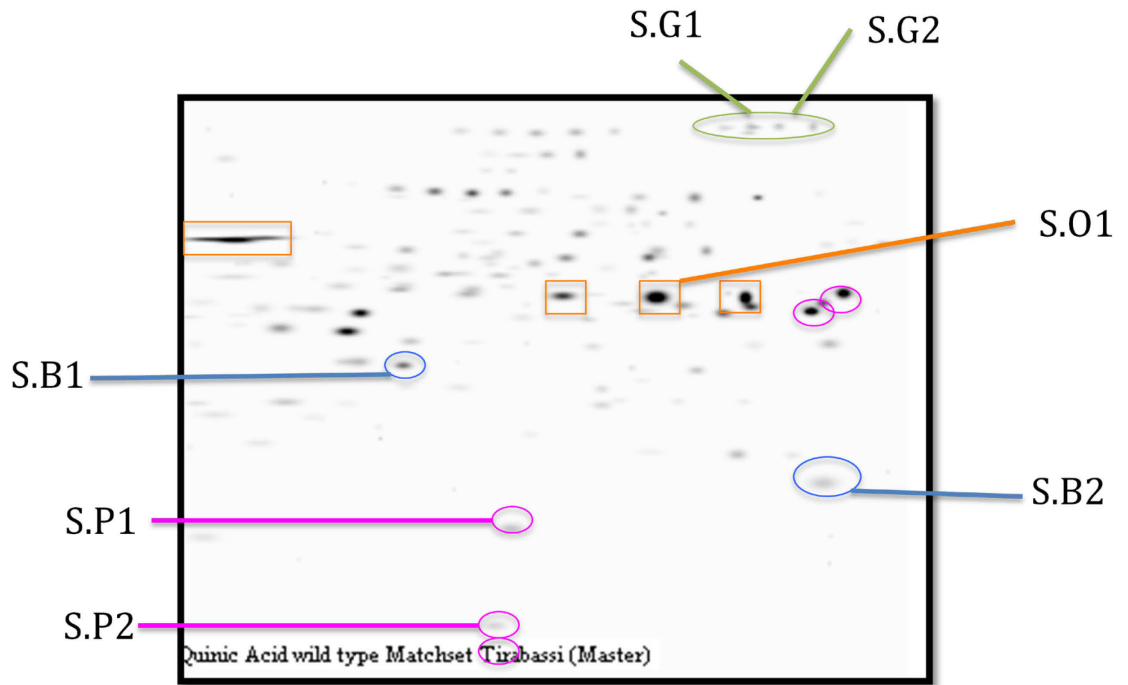 S.G1
S.G2
S.O1
S.B1
S.B2
S.P1
S.P2
Quinic Acid wild type Matchset Tirabassi (Master)